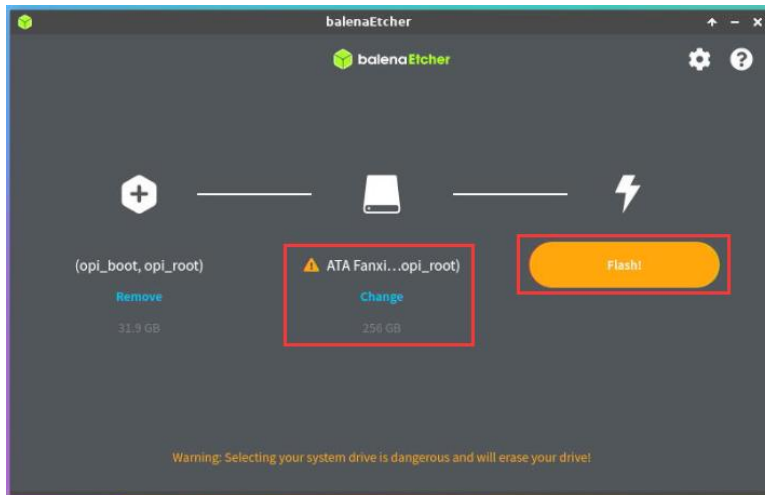 balenaEtcher
balenaEtcher
(opi_boot, opi_root)
Remove
31.9 GB
ATA Fanxi...opi_root)
Change
256 GB
Flash!
Warning: Selecting your system drive is dangerous and will erase your drive!